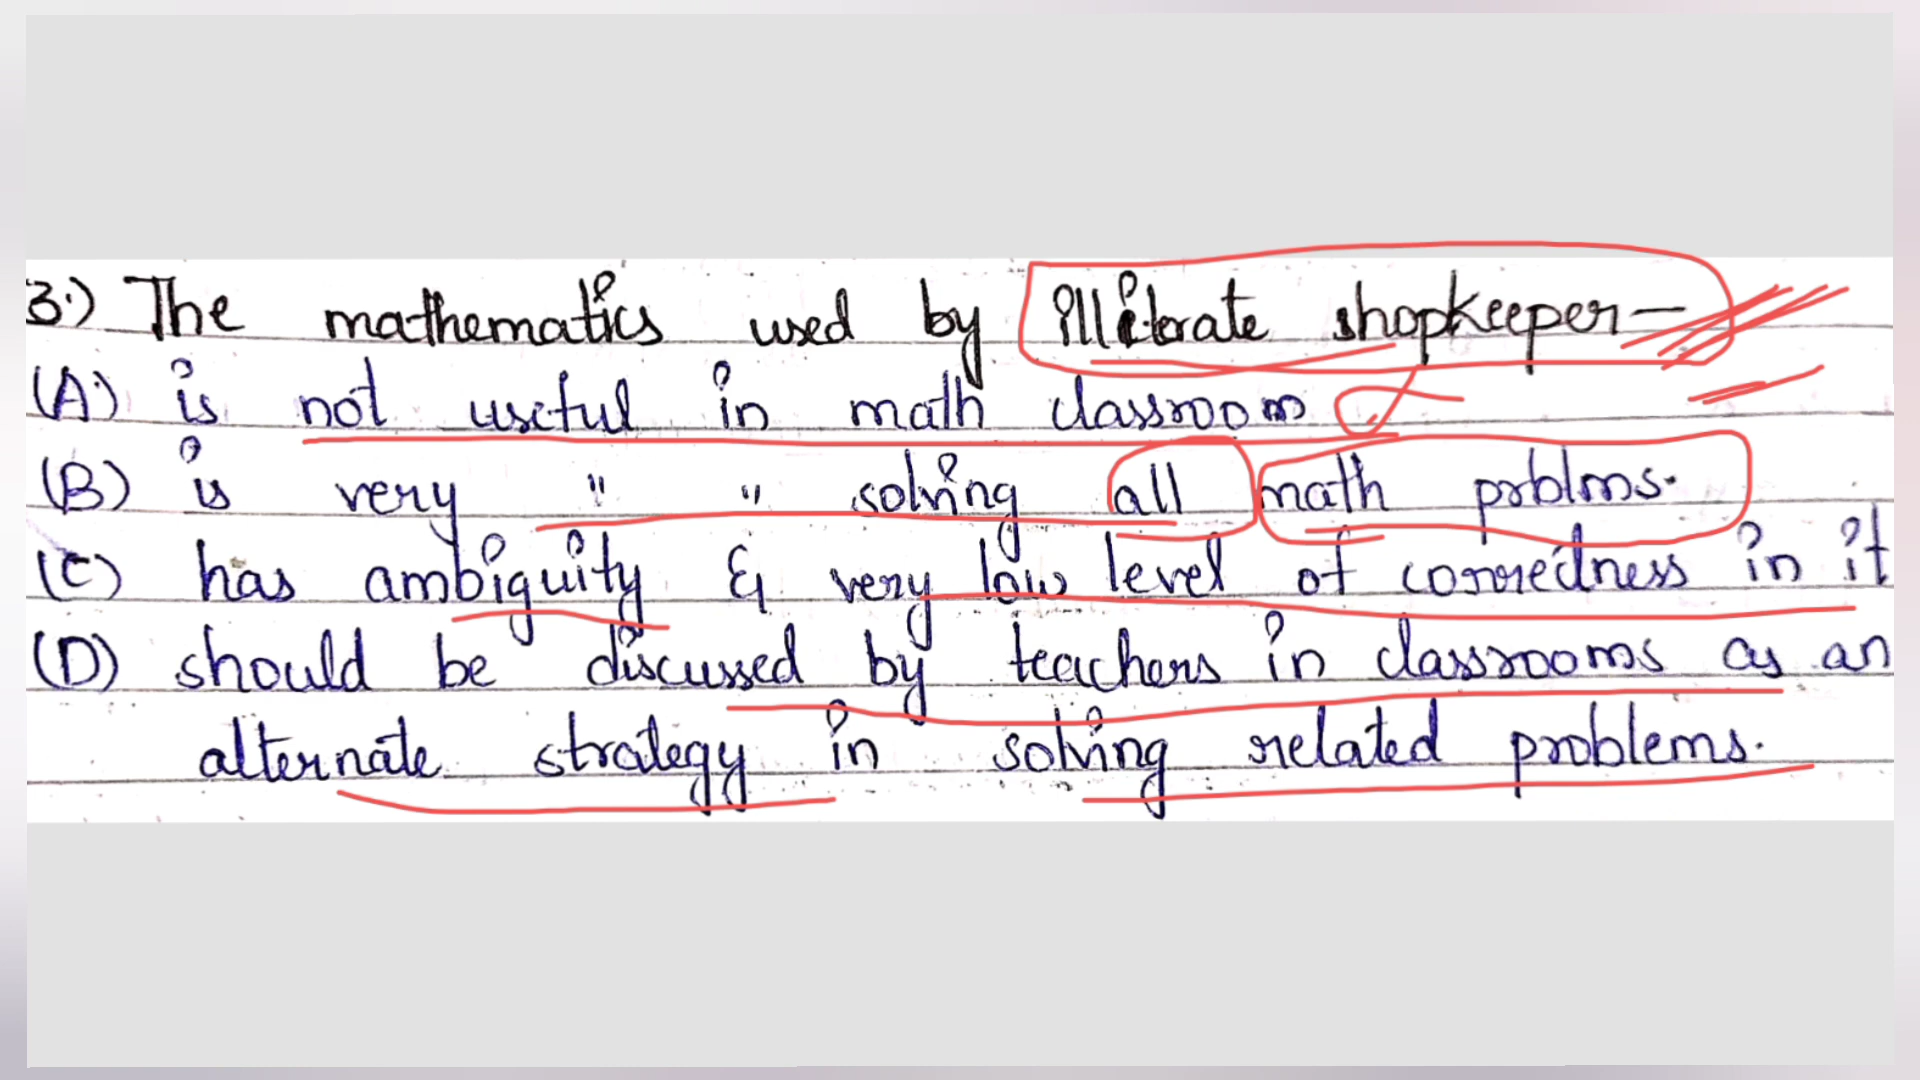 3.) The mathematics used by illiterate shopkeeper—
(A) is not useful in math classroom
(B) is very " " solving all math problms.
(C) has ambiguity & very low level of correctness in it
(D) should be discussed by teachers in classrooms as an
alternate strategy in solving related problems.